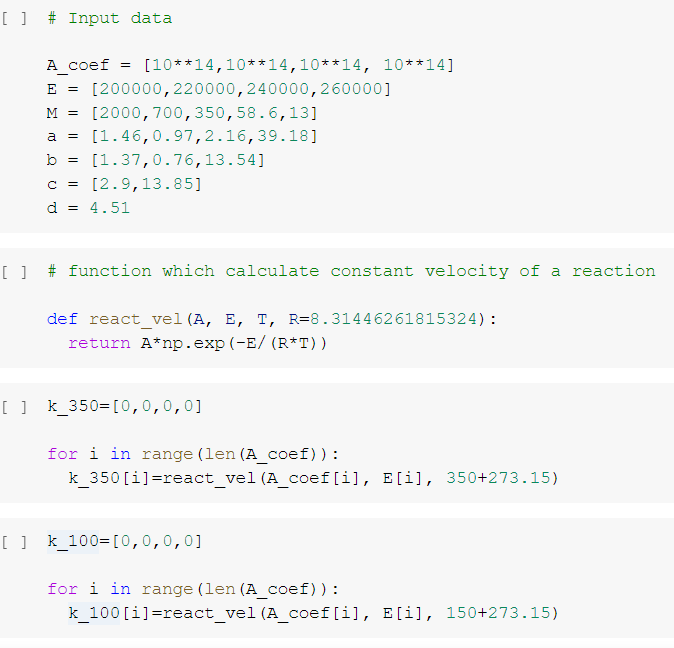 [ ] # Input data
A_coef = [10**14,10**14,10**14, 10**14]
E = [200000,220000,240000,260000]
M = [2000,700,350,58.6,13]
a = [1.46,0.97,2.16,39.18]
b = [1.37,0.76,13.54]
c = [2.9,13.85]
d = 4.51
[ ] # function which calculate constant velocity of a reaction
def react_vel(A, E, T, R=8.31446261815324):
  return A*np.exp(-E/(R*T))
[ ] k_350=[0,0,0,0]
for i in range(len(A_coef)):
  k_350[i]=react_vel(A_coef[i], E[i], 350+273.15)
[ ] k_100=[0,0,0,0]
for i in range(len(A_coef)):
  k_100[i]=react_vel(A_coef[i], E[i], 150+273.15)